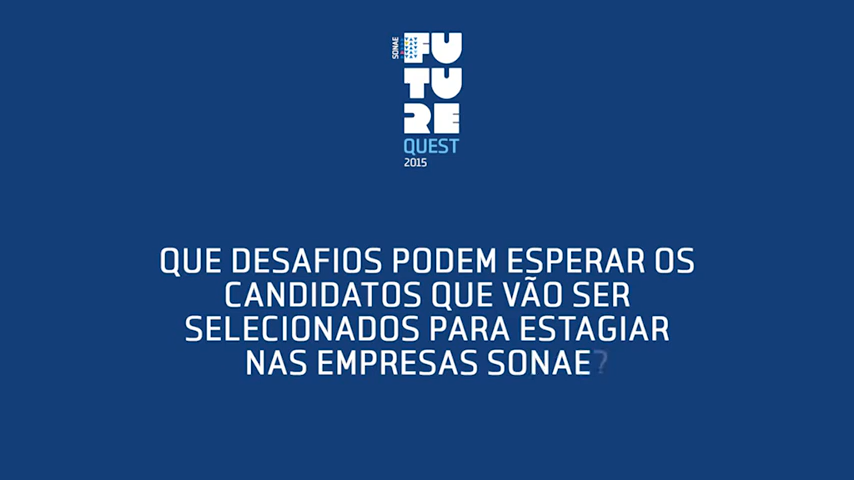 SONAE
FU
TU
RE
QUEST
2015
QUE DESAFIOS PODEM ESPERAR OS
CANDIDATOS QUE VÃO SER
SELECIONADOS PARA ESTAGIAR
NAS EMPRESAS SONAE?